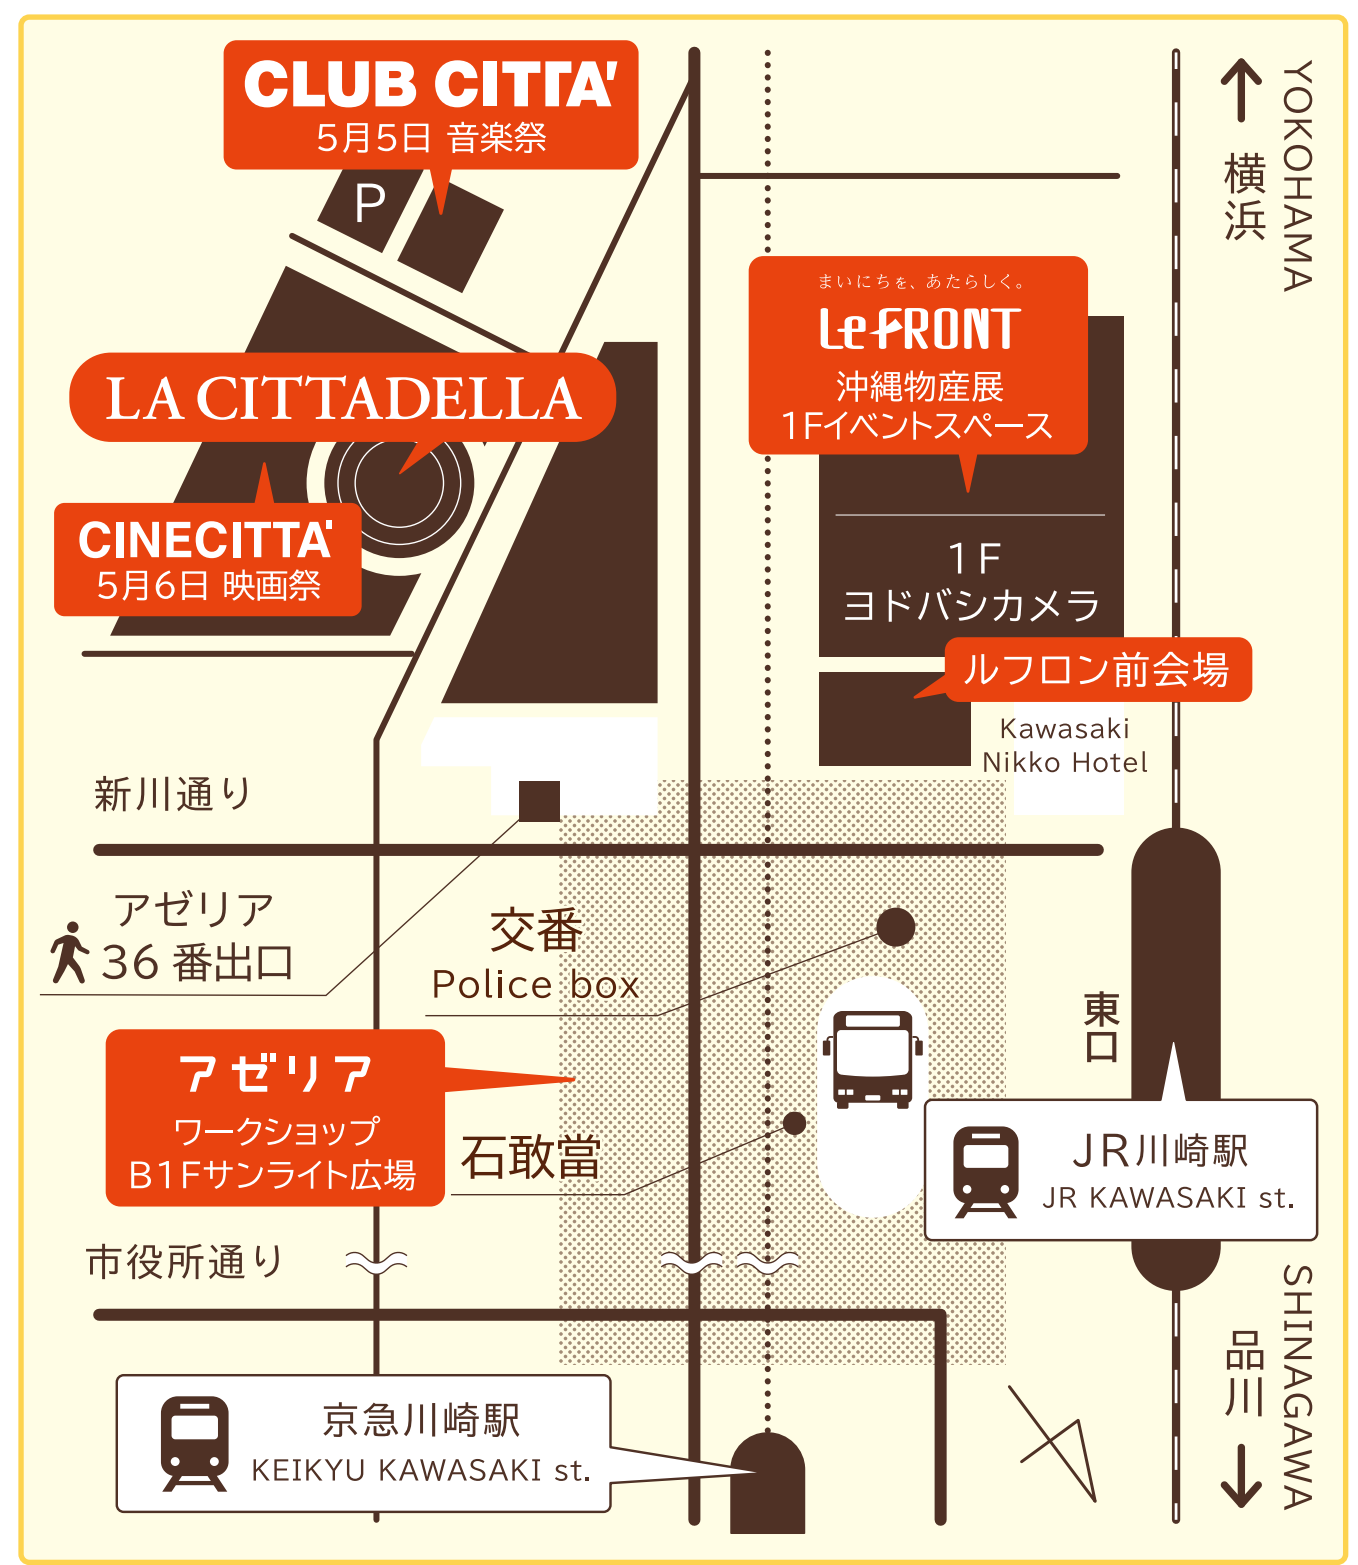 CLUB CITTA'
5月5日 音楽祭
P
YOKOHAMA
横浜
まいにちを、あたらしく。
Le FRONT
沖縄物産展
1Fイベントスペース
LA CITTADELLA
CINECITTA'
5月6日 映画祭
1F
ヨドバシカメラ
ルフロン前会場
Kawasaki
Nikko Hotel
新川通り
アゼリア
36 番出口
交番
Police box
東口
アゼリア
ワークショップ
B1Fサンライト広場
石敢當
JR川崎駅
JR KAWASAKI st.
市役所通り
SHINAGAWA
品川
京急川崎駅
KEIKYU KAWASAKI st.